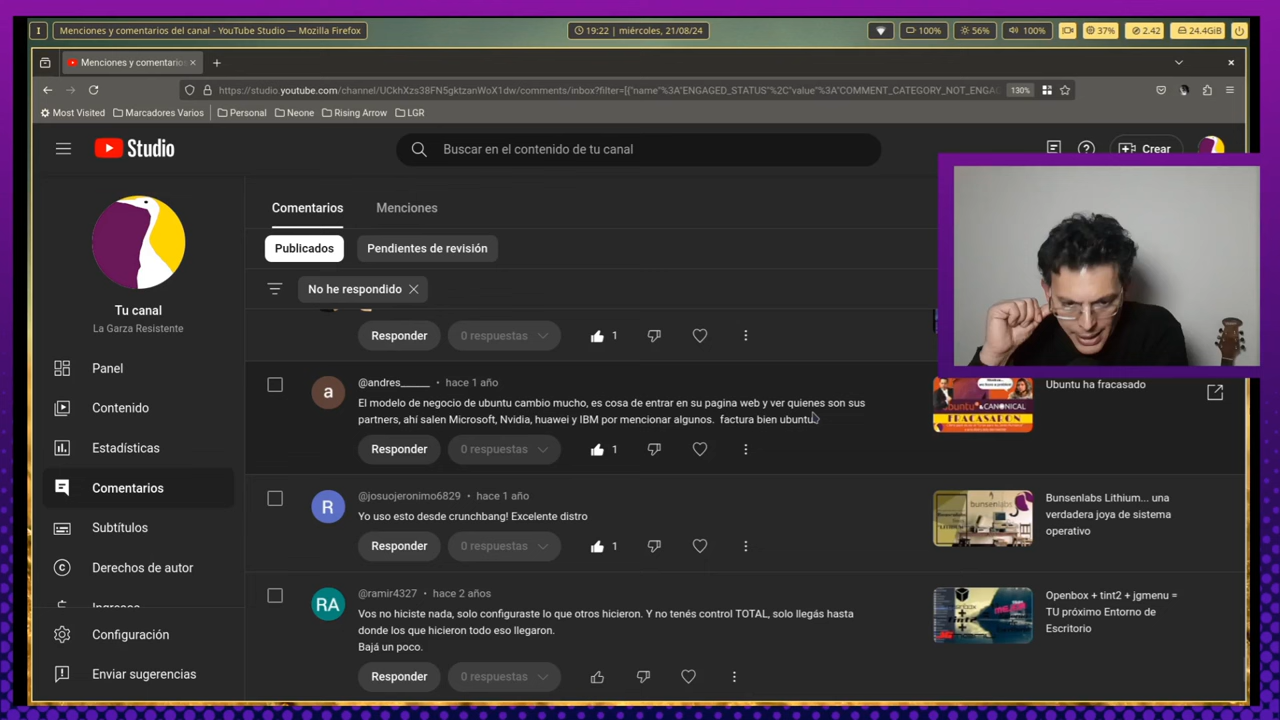 I
Menciones y comentarios del canal - YouTube Studio — Mozilla Firefox
19:22 | miércoles, 21/08/24
100%
56%
100%
37%
2.42
24.4GiB
Menciones y comentario
https://studio.youtube.com/channel/UCkhXzs38FN5gktzanWoX1dw/comments/inbox?filter=[{"name"%3A"ENGAGED_STATUS"%2C"value"%3A"COMMENT_CATEGORY_NOT_ENGA
130%
Most Visited
Marcadores Varios
Personal
Neone
Rising Arrow
LGR
Studio
Buscar en el contenido de tu canal
Crear
Tu canal
La Garza Resistente
Panel
Contenido
Estadísticas
Comentarios
Subtítulos
Derechos de autor
Ingresos
Configuración
Enviar sugerencias
Comentarios
Menciones
Publicados
Pendientes de revisión
No he respondido
Responder
0 respuestas
1
@andres______ • hace 1 año
El modelo de negocio de ubuntu cambio mucho, es cosa de entrar en su pagina web y ver quienes son sus
partners, ahí salen Microsoft, Nvidia, huawei y IBM por mencionar algunos. factura bien ubuntu.
Responder
0 respuestas
1
Ubuntu ha fracasado
ubuntu
CANONICAL
FRACASARON
@josuojeronimo6829 • hace 1 año
Yo uso esto desde crunchbang! Excelente distro
Responder
0 respuestas
1
bunsenlabs
Bunsenlabs Lithium... una
verdadera joya de sistema
operativo
RA
@ramir4327 • hace 2 años
Vos no hiciste nada, solo configuraste lo que otros hicieron. Y no tenés control TOTAL, solo llegás hasta
donde los que hicieron todo eso llegaron.
Bajá un poco.
Responder
0 respuestas
Openbox + tint2 + jgmenu =
TU próximo Entorno de
Escritorio